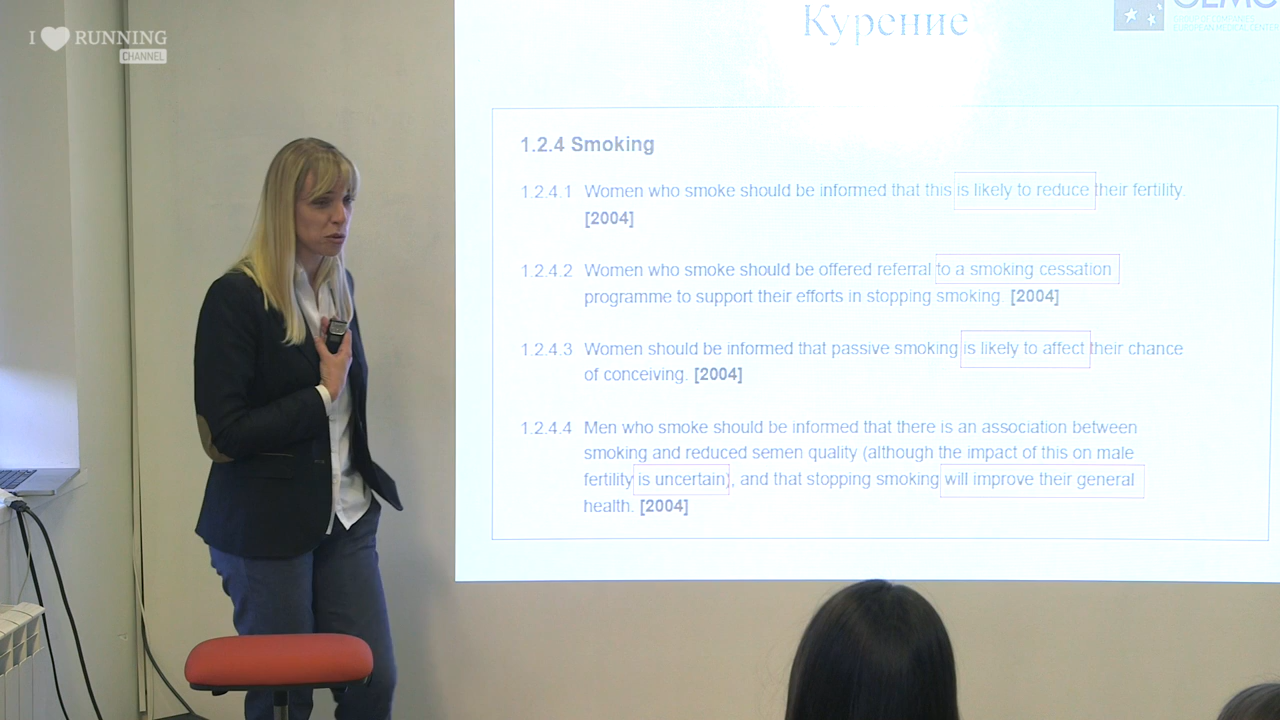 I RUNNING
CHANNEL
Курение
EUROPEAN MEDICAL CENTER
1.2.4 Smoking
1.2.4.1 Women who smoke should be informed that this is likely to reduce their fertility.
[2004]
1.2.4.2 Women who smoke should be offered referral to a smoking cessation
programme to support their efforts in stopping smoking. [2004]
1.2.4.3 Women should be informed that passive smoking is likely to affect their chance
of conceiving. [2004]
1.2.4.4 Men who smoke should be informed that there is an association between
smoking and reduced semen quality (although the impact of this on male
fertility is uncertain), and that stopping smoking will improve their general
health. [2004]